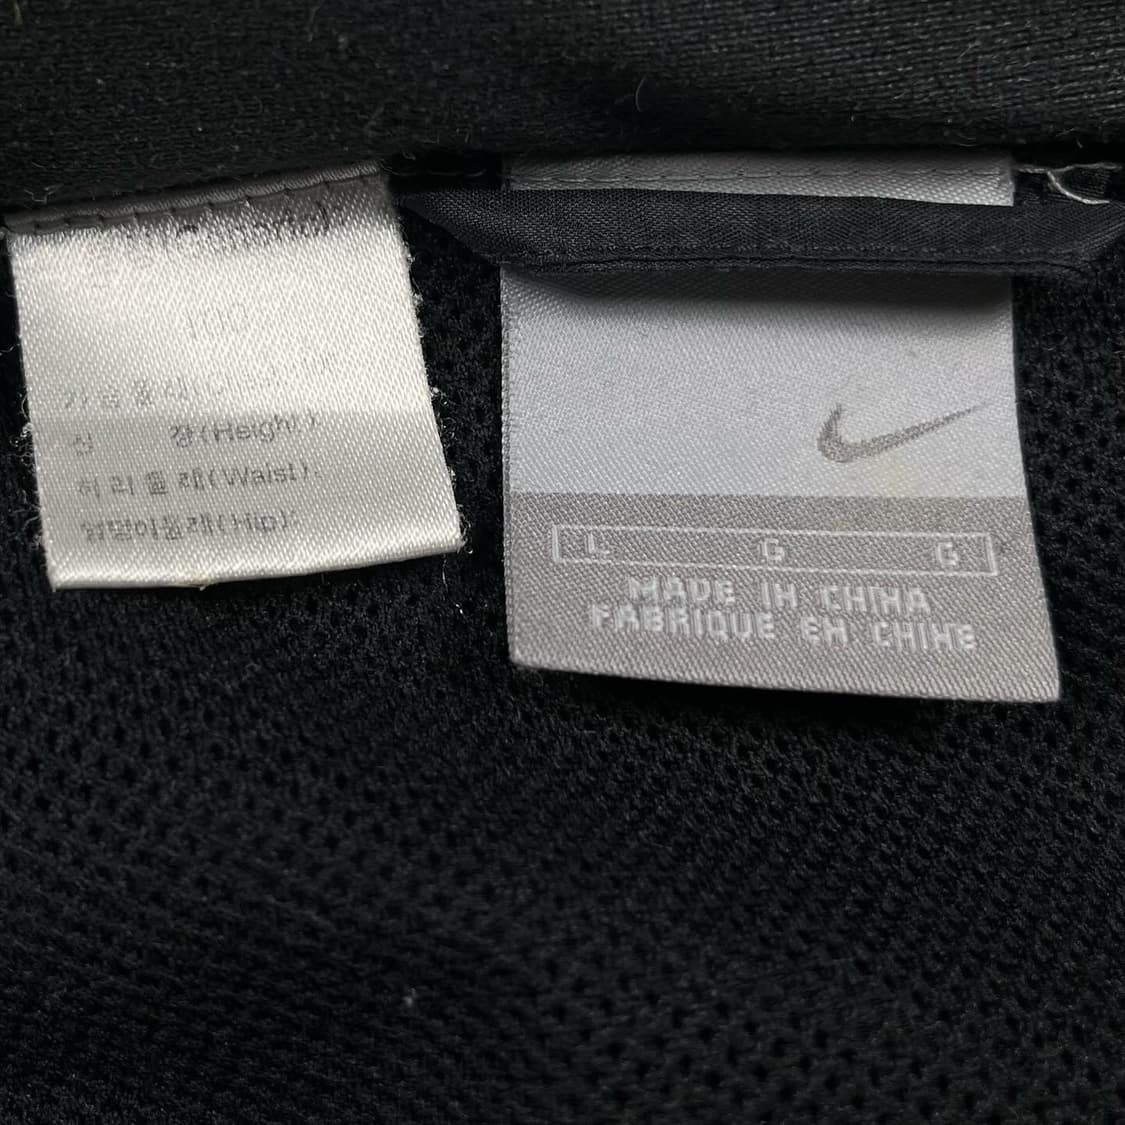 100
신 장(Height):
허리둘레(Waist):
엉덩이둘레(Hip):
L G G
MADE IN CHINA
FABRIQUE EN CHINE